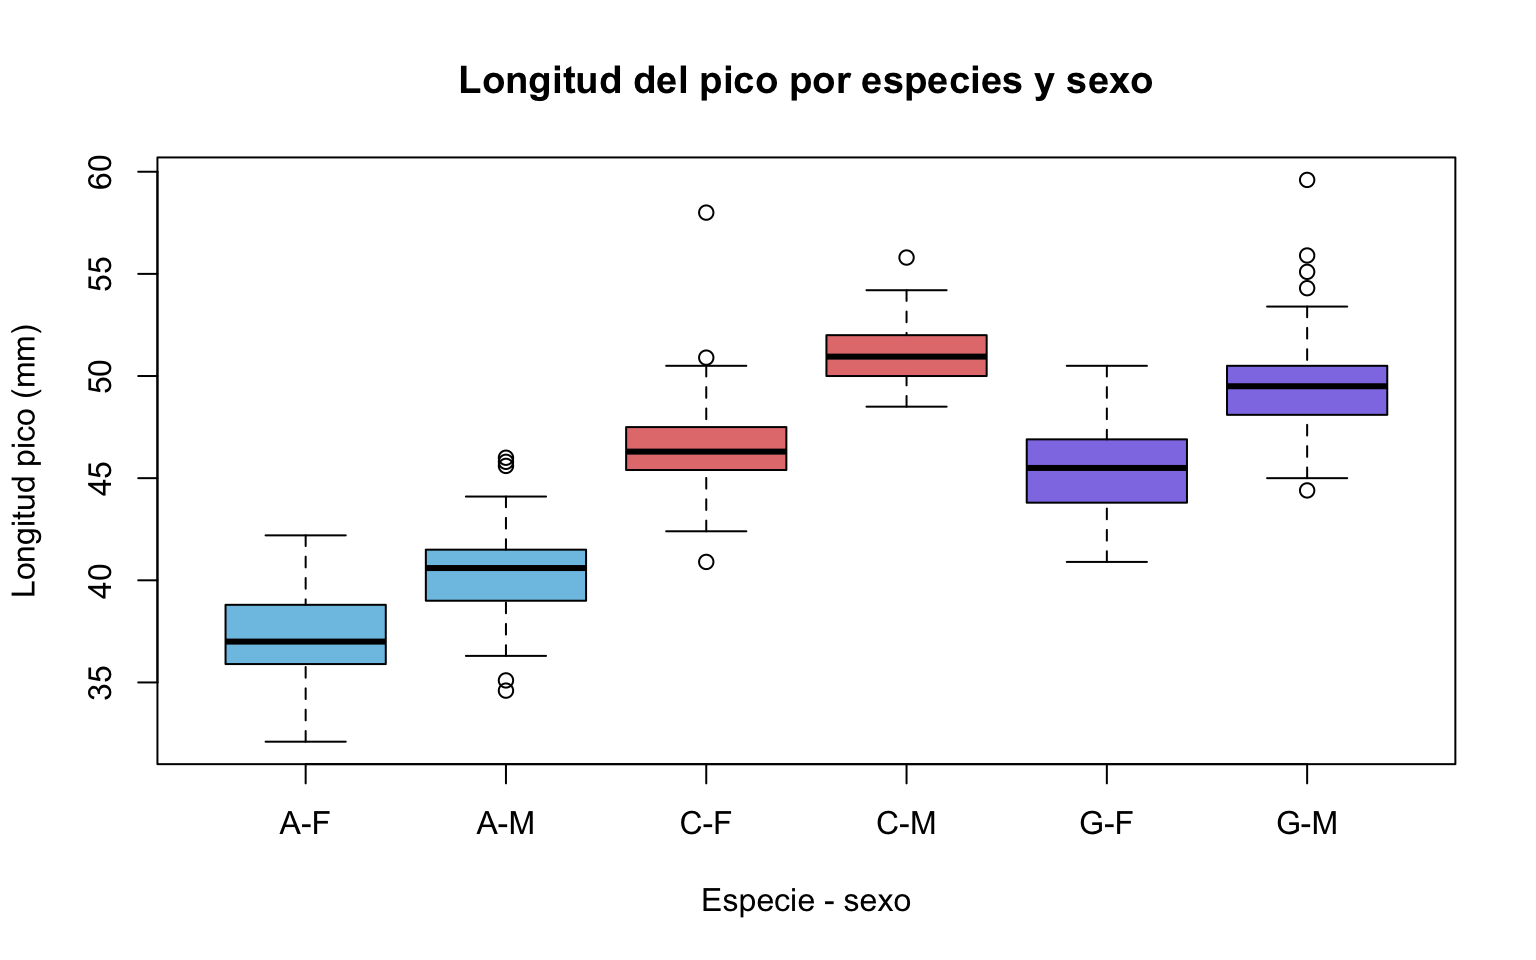 Longitud del pico por especies y sexo
Longitud pico (mm)
60
55
50
45
40
35
A-F A-M C-F C-M G-F G-M
Especie - sexo